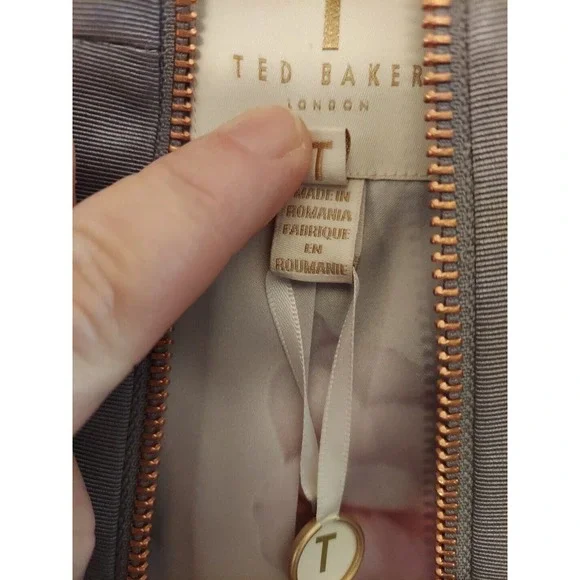 T
TED BAKER
LONDON
T
MADE IN
ROMANIA
FABRIQUE
EN
ROUMANIE
T